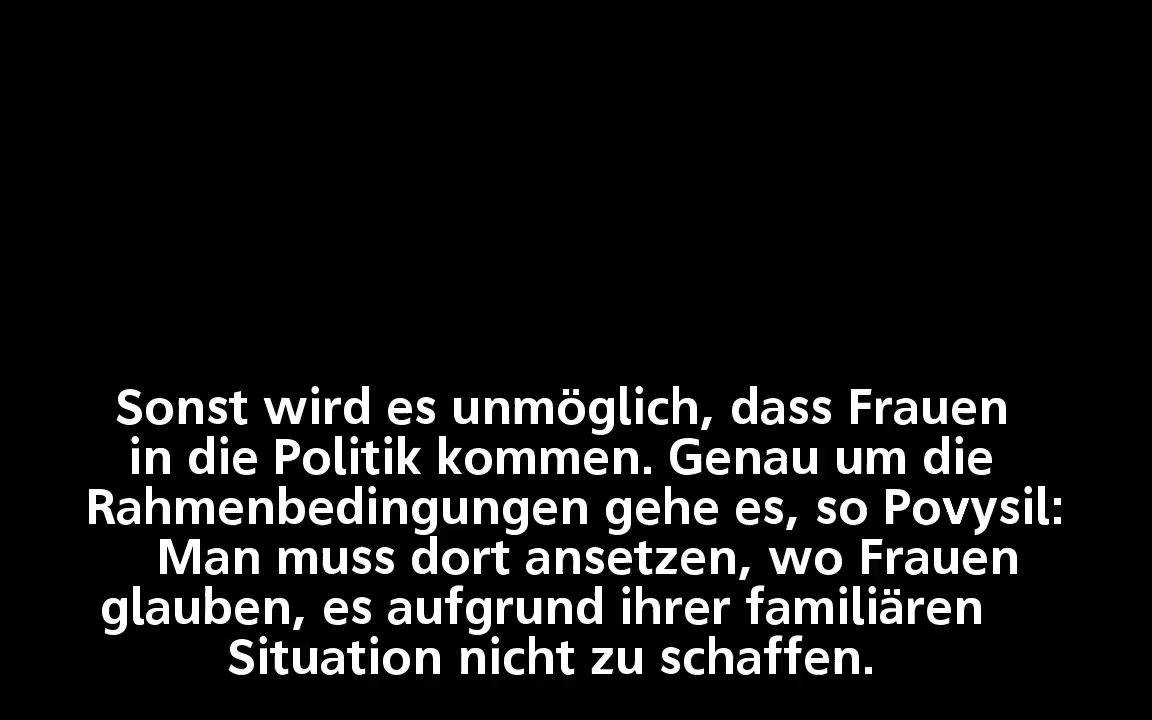 Sonst wird es unmöglich, dass Frauen
in die Politik kommen. Genau um die
Rahmenbedingungen gehe es, so Povysil:
Man muss dort ansetzen, wo Frauen
glauben, es aufgrund ihrer familiären
Situation nicht zu schaffen.